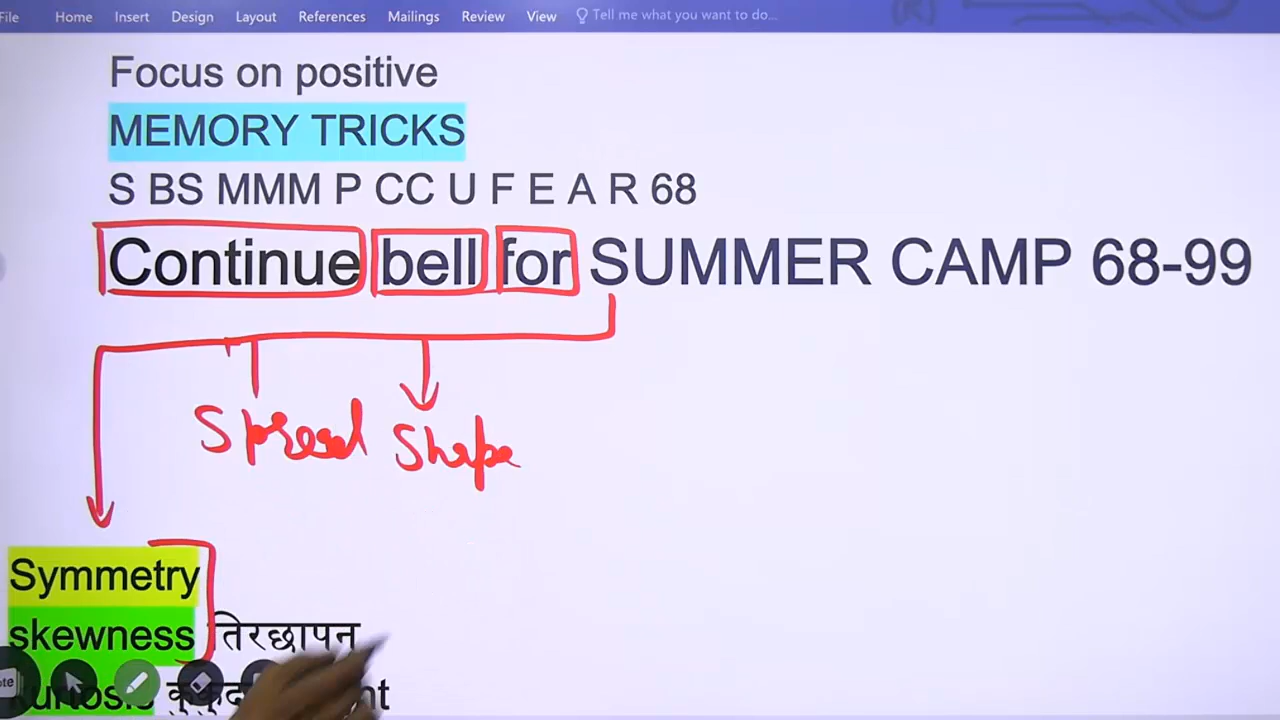 File Home Insert Design Layout References Mailings Review View Tell me what you want to do...
Focus on positive
MEMORY TRICKS
S BS MMM P CC U F E A R 68
Continue bell for SUMMER CAMP 68-99
Spread Shape
Symmetry
skewness तिरछापन